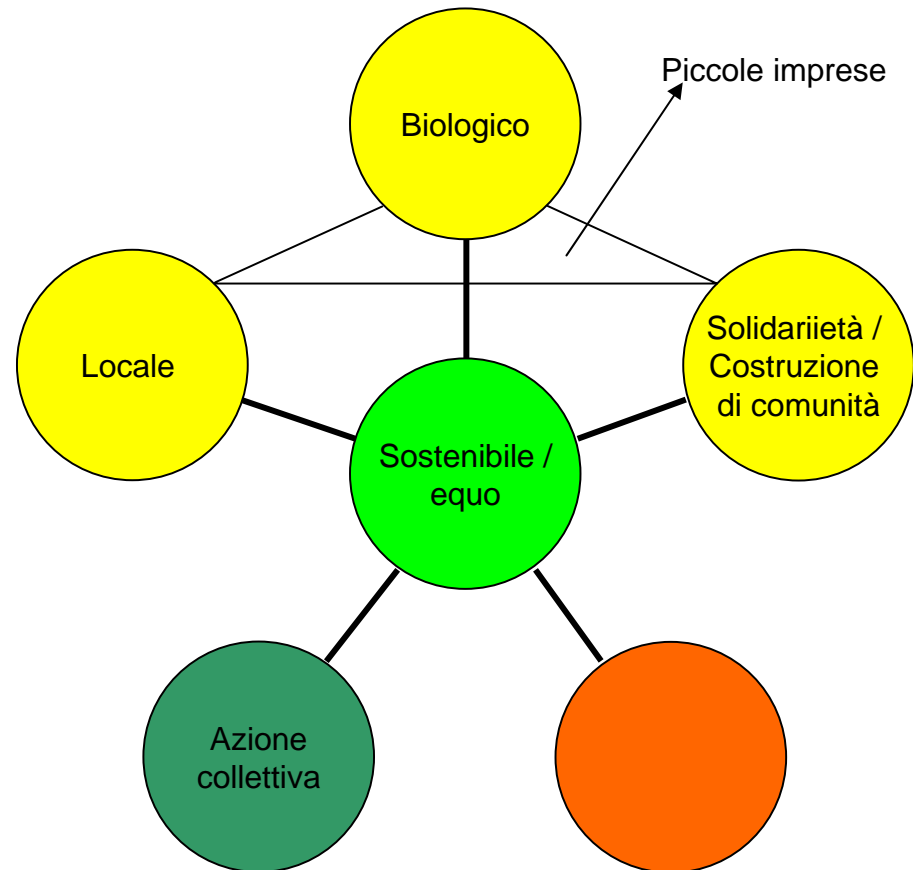 Piccole imprese
Biologico
Locale
Solidariietà /
Costruzione
di comunità
Sostenibile /
equo
Azione
collettiva